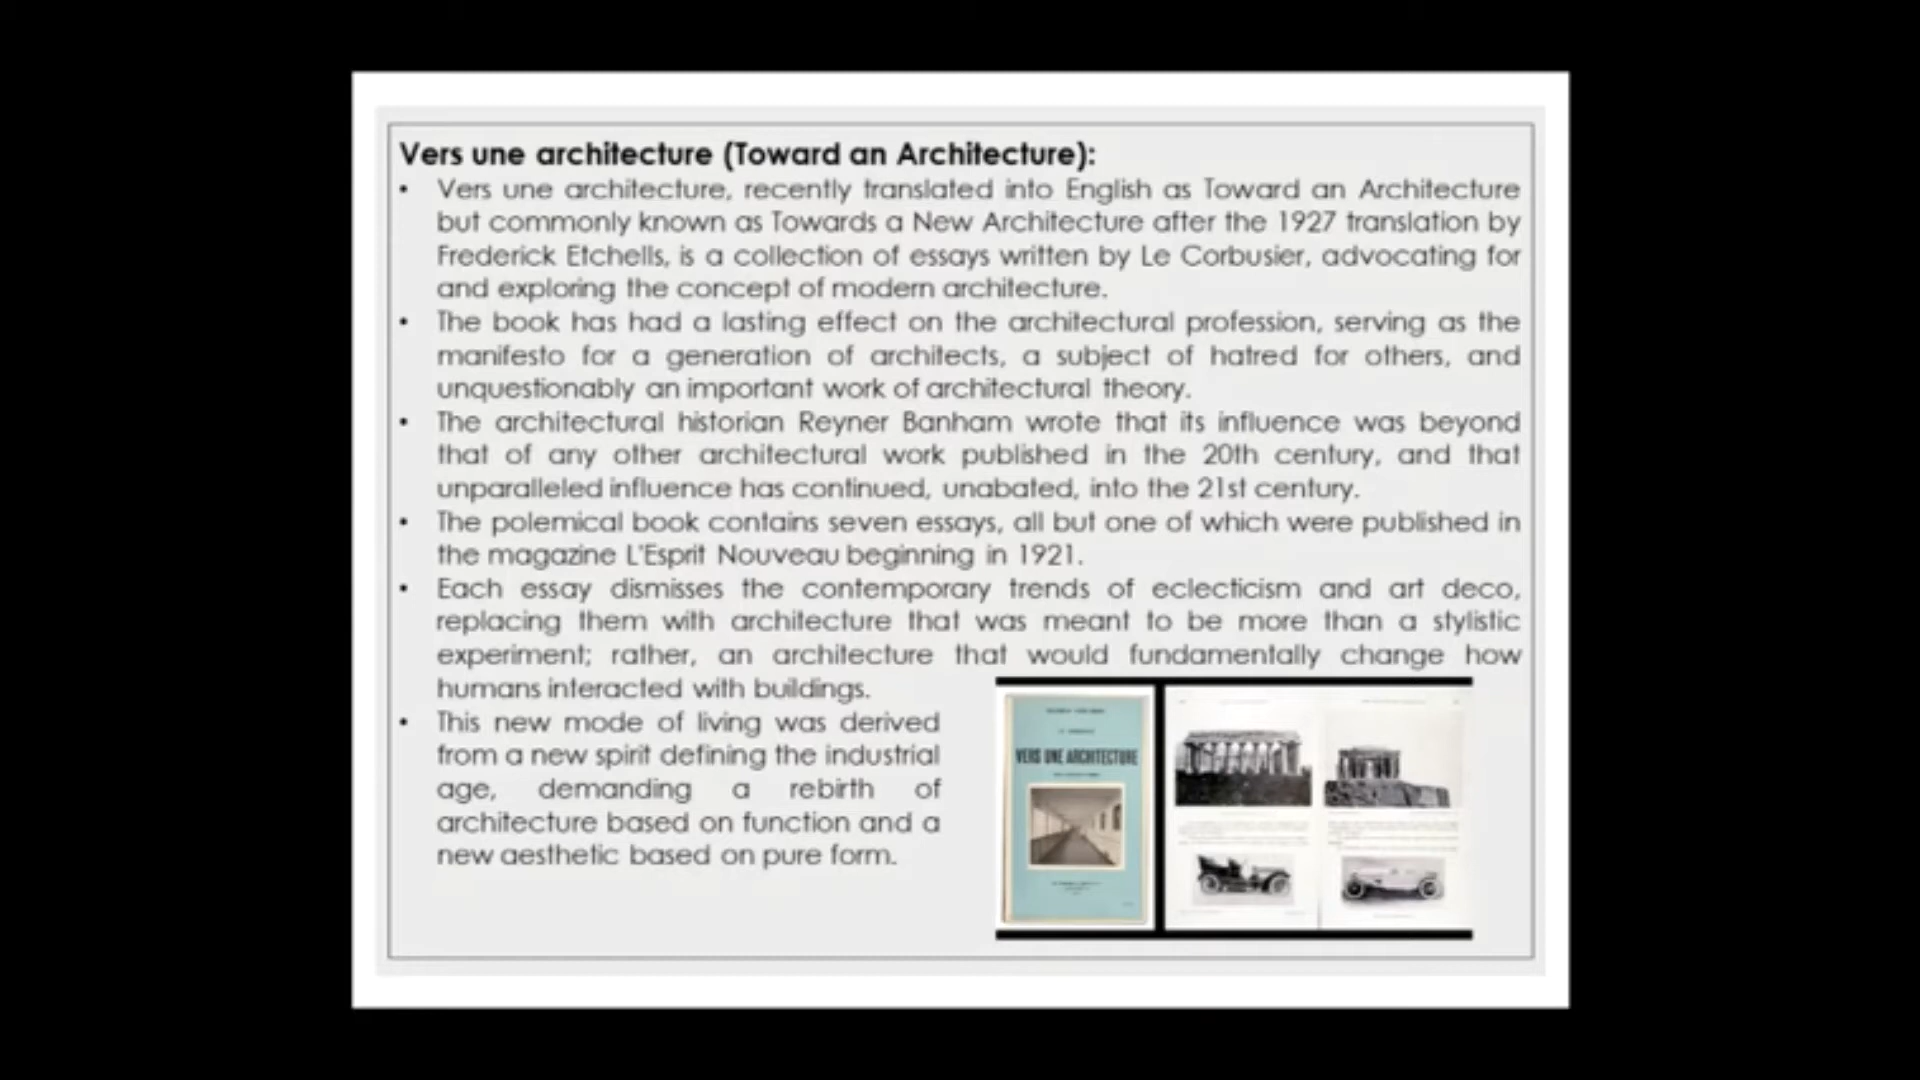 Vers une architecture (Toward an Architecture):
• Vers une architecture, recently translated into English as Toward an Architecture
but commonly known as Towards a New Architecture after the 1927 translation by
Frederick Etchells, is a collection of essays written by Le Corbusier, advocating for
and exploring the concept of modern architecture.
• The book has had a lasting effect on the architectural profession, serving as the
manifesto for a generation of architects, a subject of hatred for others, and
unquestionably an important work of architectural theory.
• The architectural historian Reyner Banham wrote that its influence was beyond
that of any other architectural work published in the 20th century, and that
unparalleled influence has continued, unabated, into the 21st century.
• The polemical book contains seven essays, all but one of which were published in
the magazine L'Esprit Nouveau beginning in 1921.
• Each essay dismisses the contemporary trends of eclecticism and art deco,
replacing them with architecture that was meant to be more than a stylistic
experiment; rather, an architecture that would fundamentally change how
humans interacted with buildings.
• This new mode of living was derived
from a new spirit defining the industrial
age, demanding a rebirth of
architecture based on function and a
new aesthetic based on pure form.
VERS UNE ARCHITECTURE